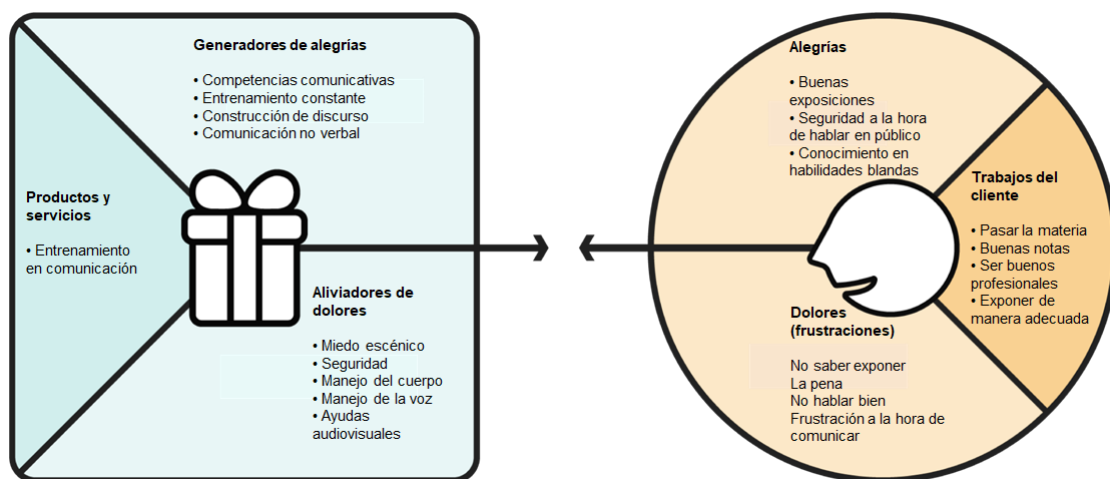 Generadores de alegrías
• Competencias comunicativas
• Entrenamiento constante
• Construcción de discurso
• Comunicación no verbal
Productos y
servicios
• Entrenamiento
en comunicación
Aliviadores de
dolores
• Miedo escénico
• Seguridad
• Manejo del cuerpo
• Manejo de la voz
• Ayudas
audiovisuales
Alegrías
• Buenas
exposiciones
• Seguridad a la hora
de hablar en público
• Conocimiento en
habilidades blandas
Trabajos del
cliente
• Pasar la materia
• Buenas notas
• Ser buenos
profesionales
• Exponer de
manera adecuada
Dolores
(frustraciones)
No saber exponer
La pena
No hablar bien
Frustración a la hora de
comunicar